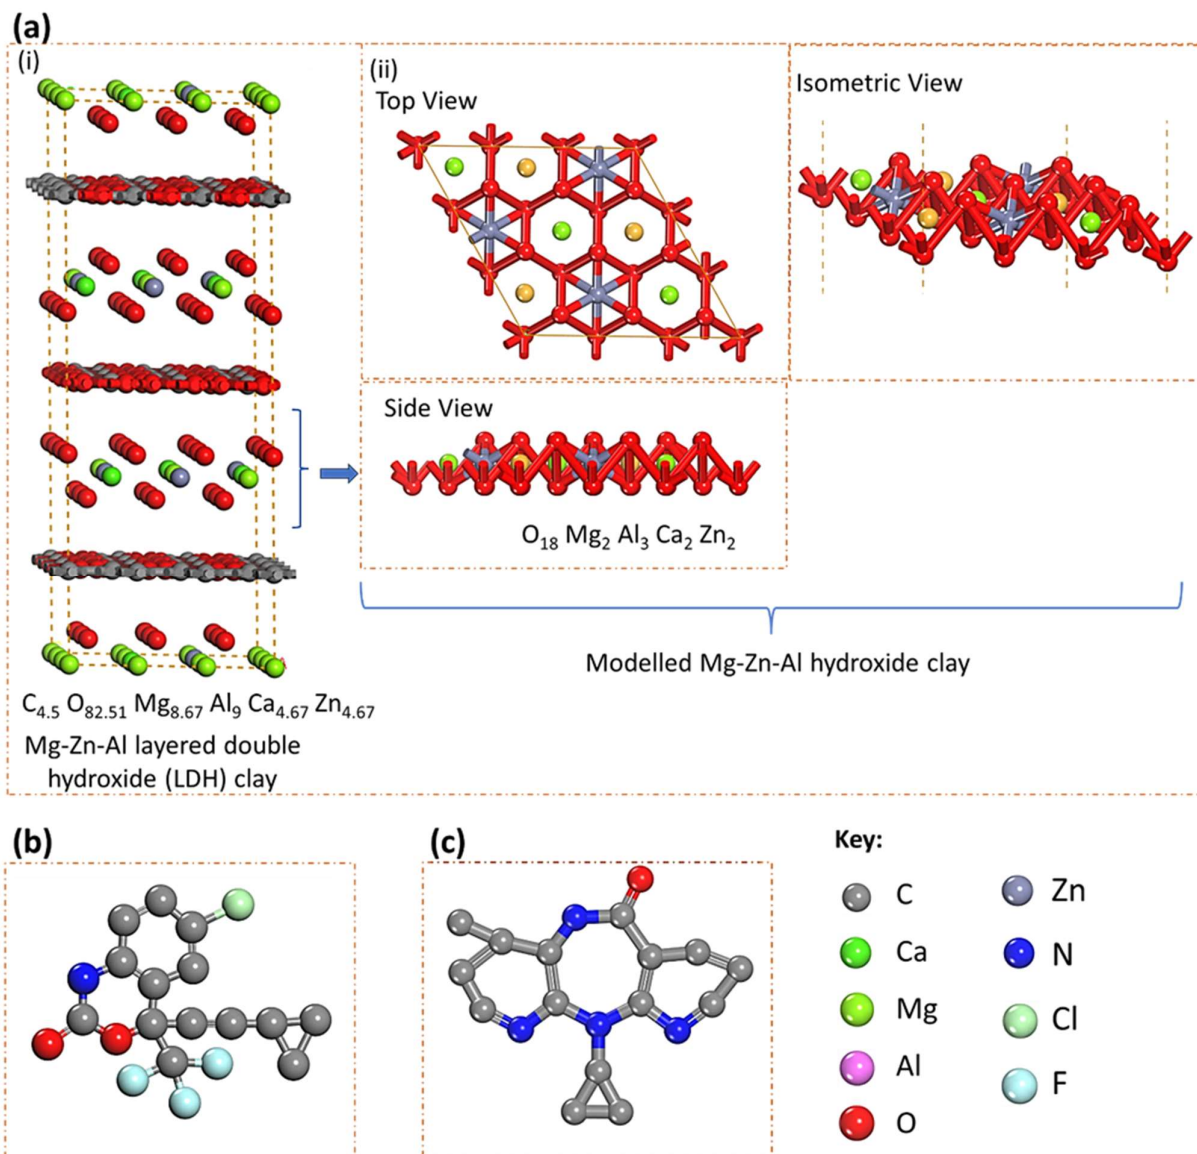 (a)
(i)
(ii)
Top View
Isometric View
Side View
O18 Mg2 Al3 Ca2 Zn2
Modelled Mg-Zn-Al hydroxide clay
C4.5 O82.51 Mg8.67 Al9 Ca4.67 Zn4.67
Mg-Zn-Al layered double
hydroxide (LDH) clay
(b)
(c)
Key:
C
Ca
Mg
Al
O
Zn
N
Cl
F